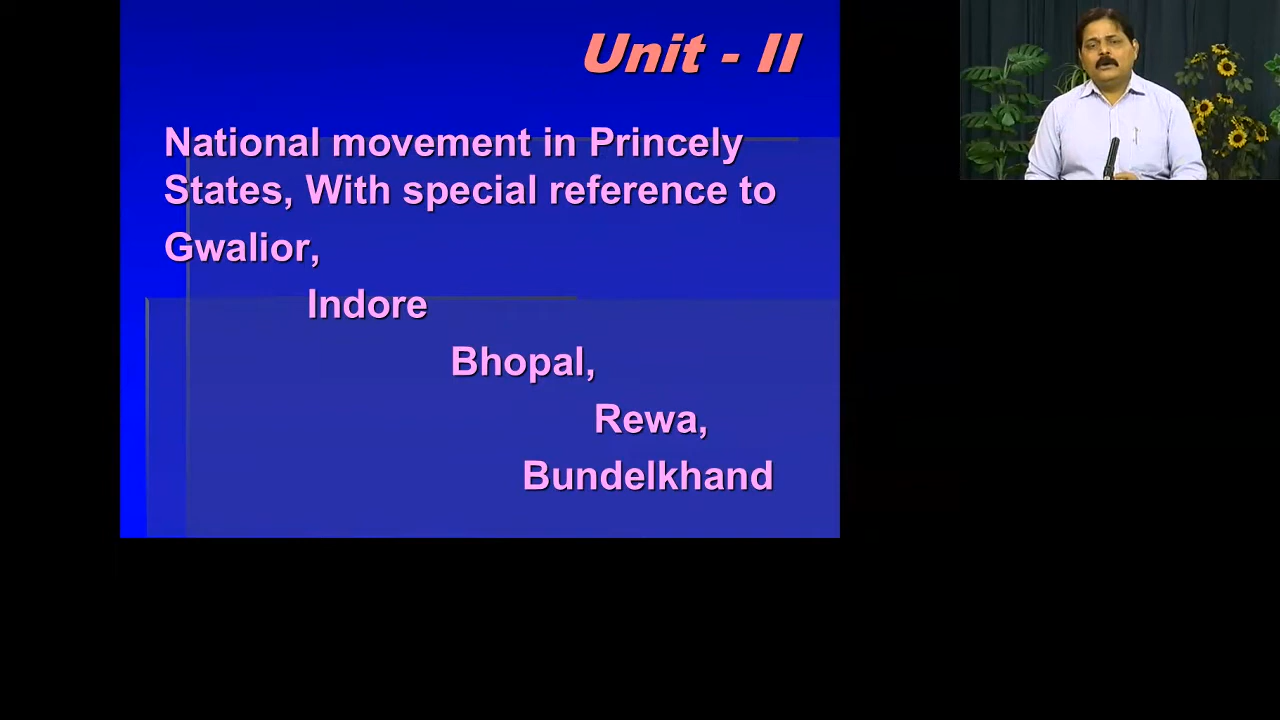 Unit - II
National movement in Princely
States, With special reference to
Gwalior,
Indore
Bhopal,
Rewa,
Bundelkhand